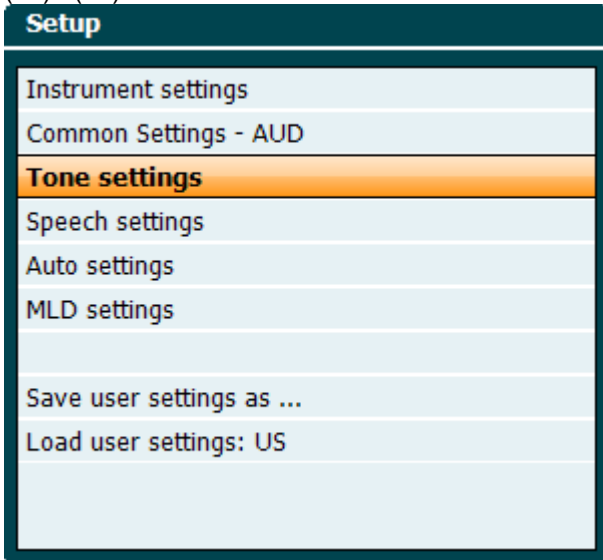 Setup
Instrument settings
Common Settings - AUD
Tone settings
Speech settings
Auto settings
MLD settings
Save user settings as ...
Load user settings: US